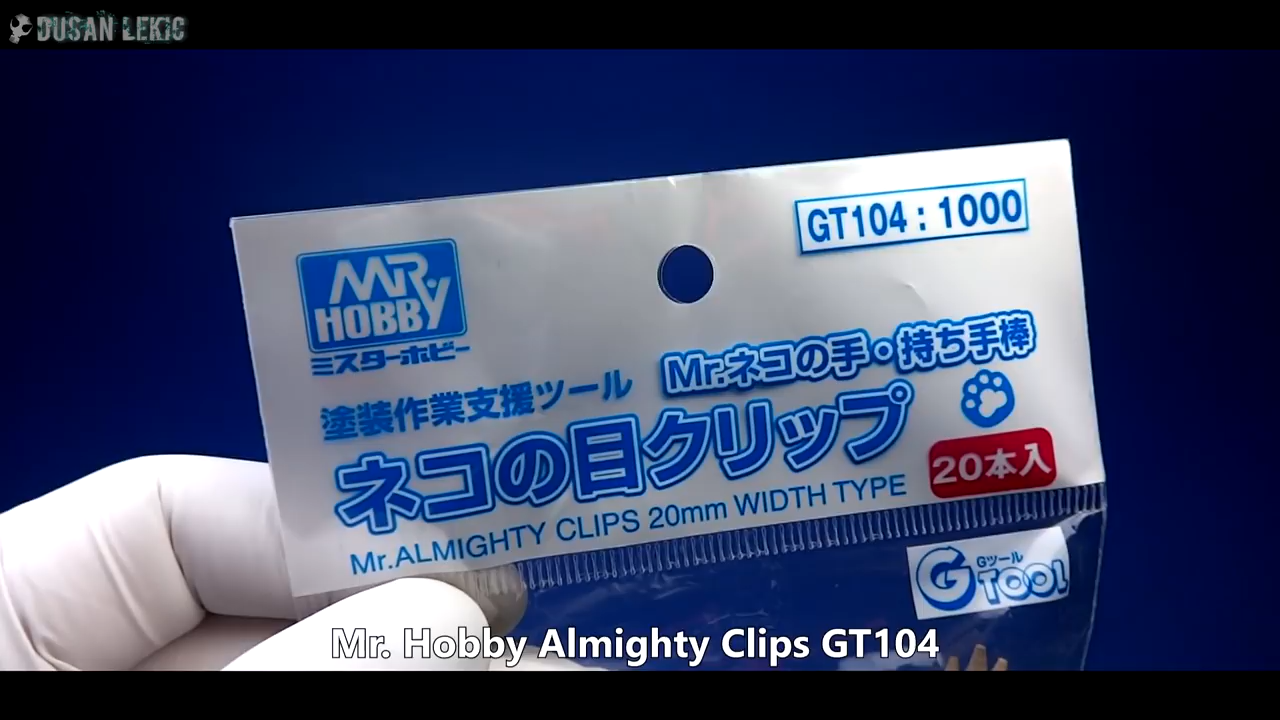 DUSAN LEKIC
GT104 : 1000
MR. HOBBY
ミスターホビー
Mr.ネコの手・持ち手棒
塗装作業支援ツール
ネコの目クリップ
20本入
Mr.ALMIGHTY CLIPS 20mm WIDTH TYPE
Gツール
G TOOL
Mr. Hobby Almighty Clips GT104